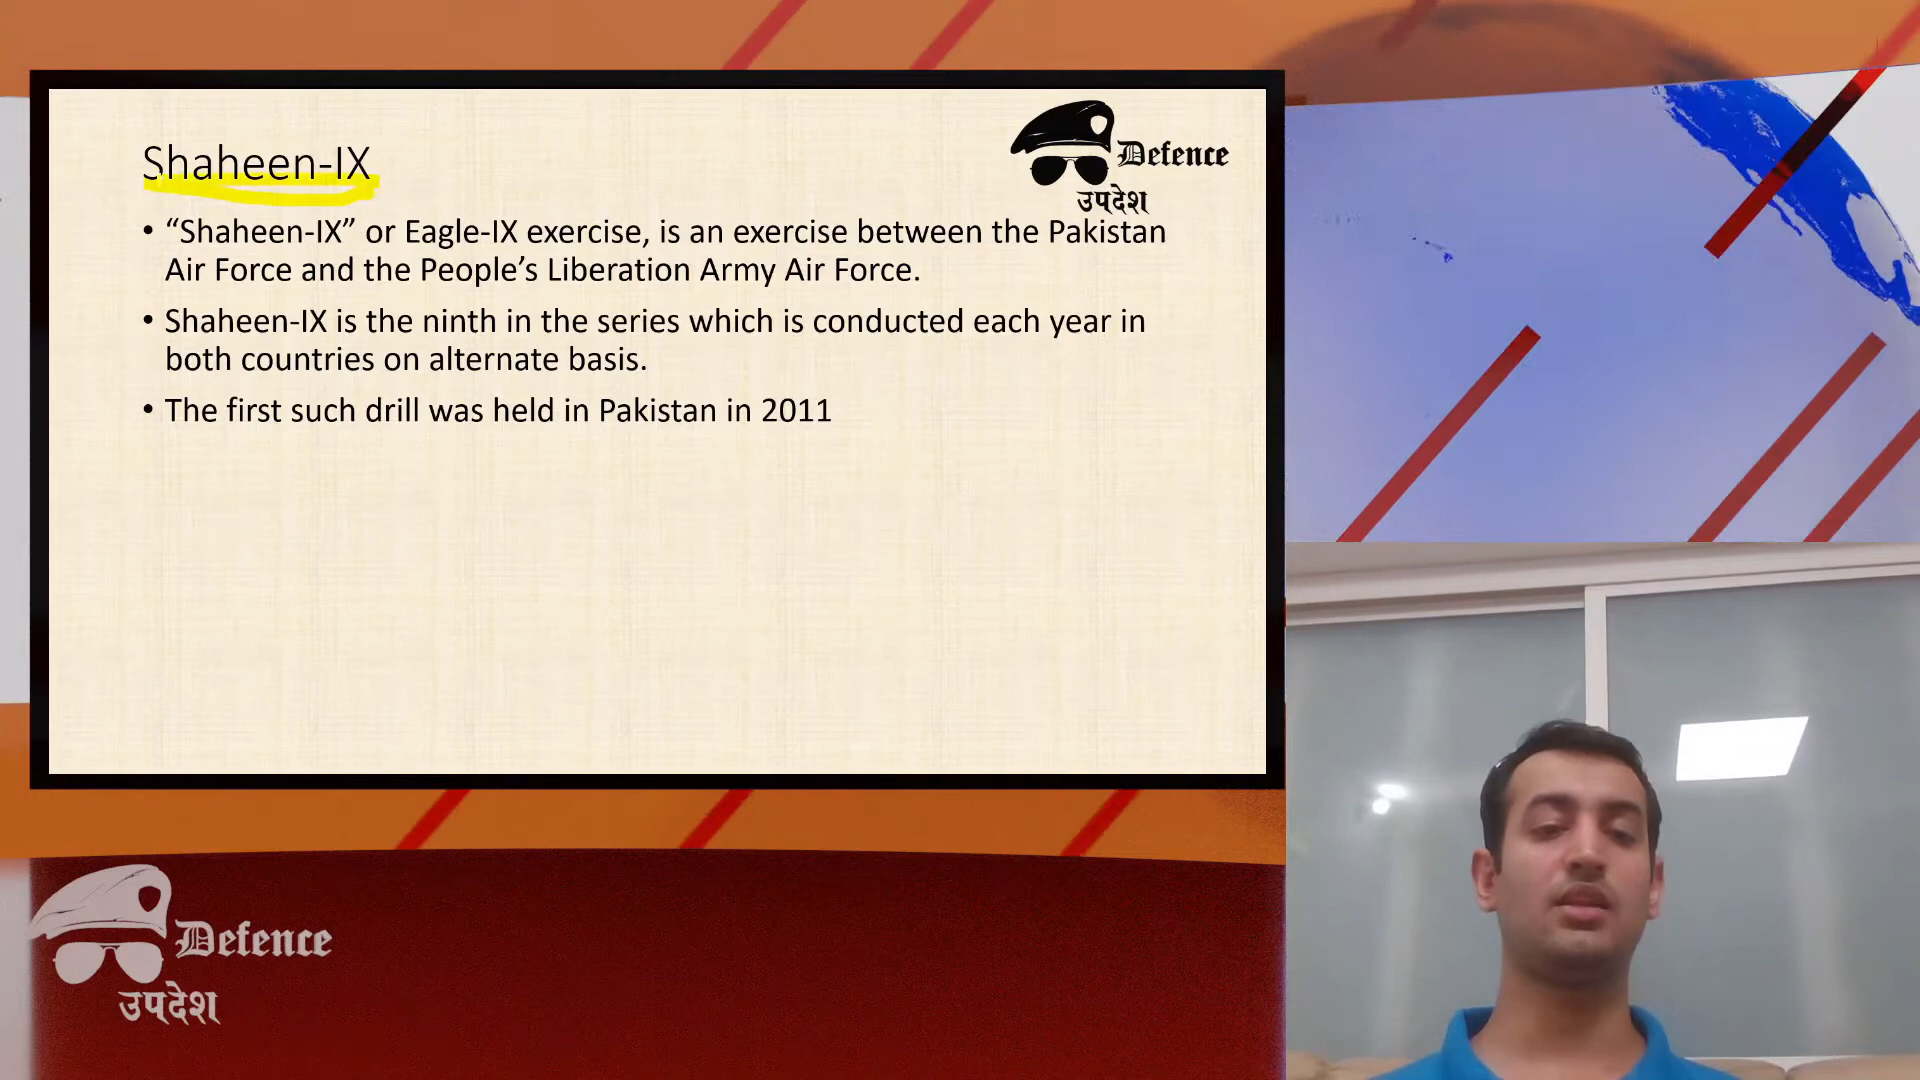 Shaheen-IX
Defence
उपदेश
• “Shaheen-IX” or Eagle-IX exercise, is an exercise between the Pakistan
Air Force and the People’s Liberation Army Air Force.
• Shaheen-IX is the ninth in the series which is conducted each year in
both countries on alternate basis.
• The first such drill was held in Pakistan in 2011
Defence
उपदेश